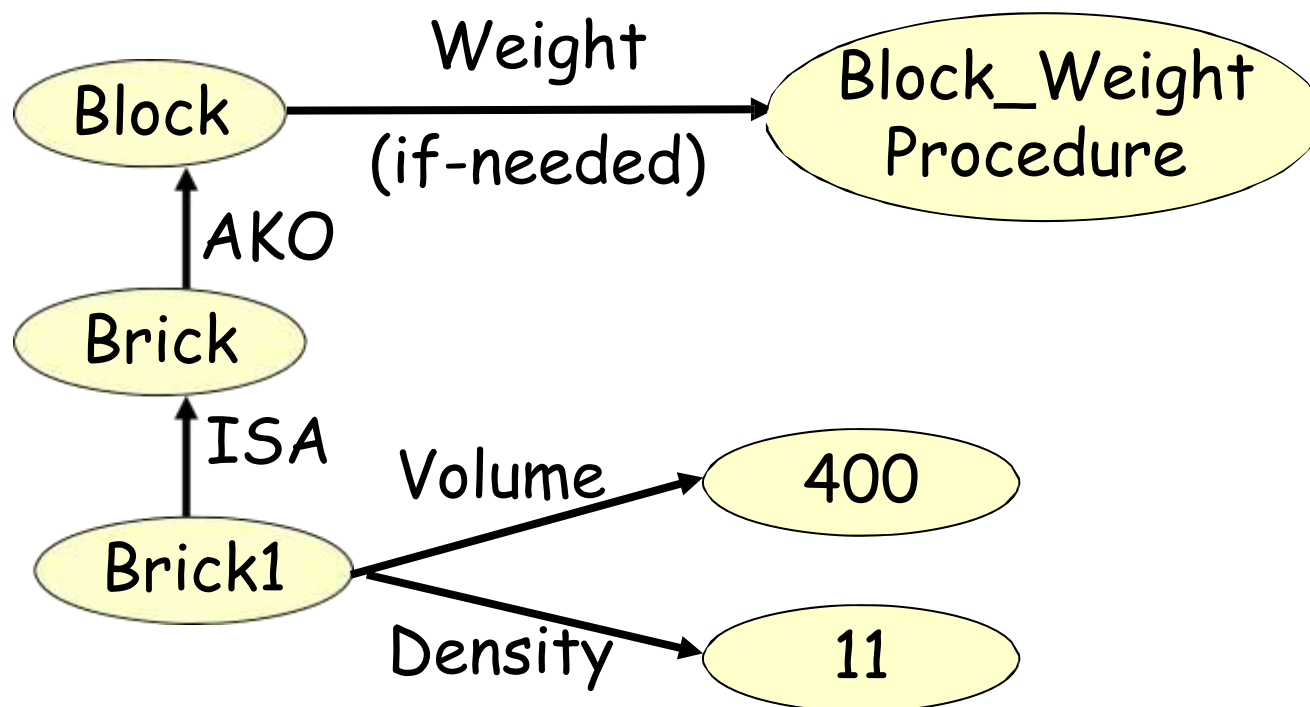 Weight
Block
Block_Weight
Procedure
(if-needed)
AKO
Brick
ISA
Volume
400
Brick1
Density
11